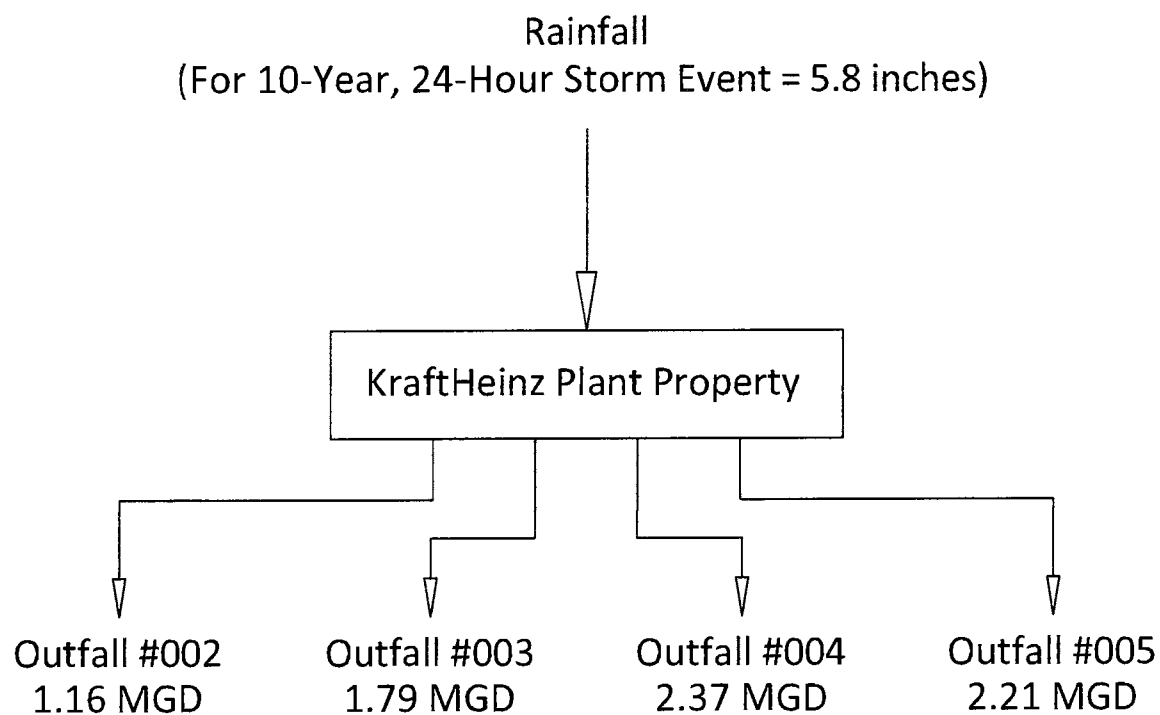 Rainfall
(For 10-Year, 24-Hour Storm Event = 5.8 inches)
KraftHeinz Plant Property
Outfall #002
1.16 MGD
Outfall #003
1.79 MGD
Outfall #004
2.37 MGD
Outfall #005
2.21 MGD